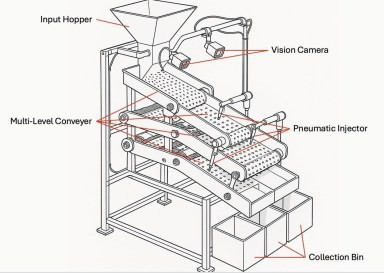 Input Hopper
Vision Camera
Multi-Level Conveyer
Pneumatic Injector
Collection Bin